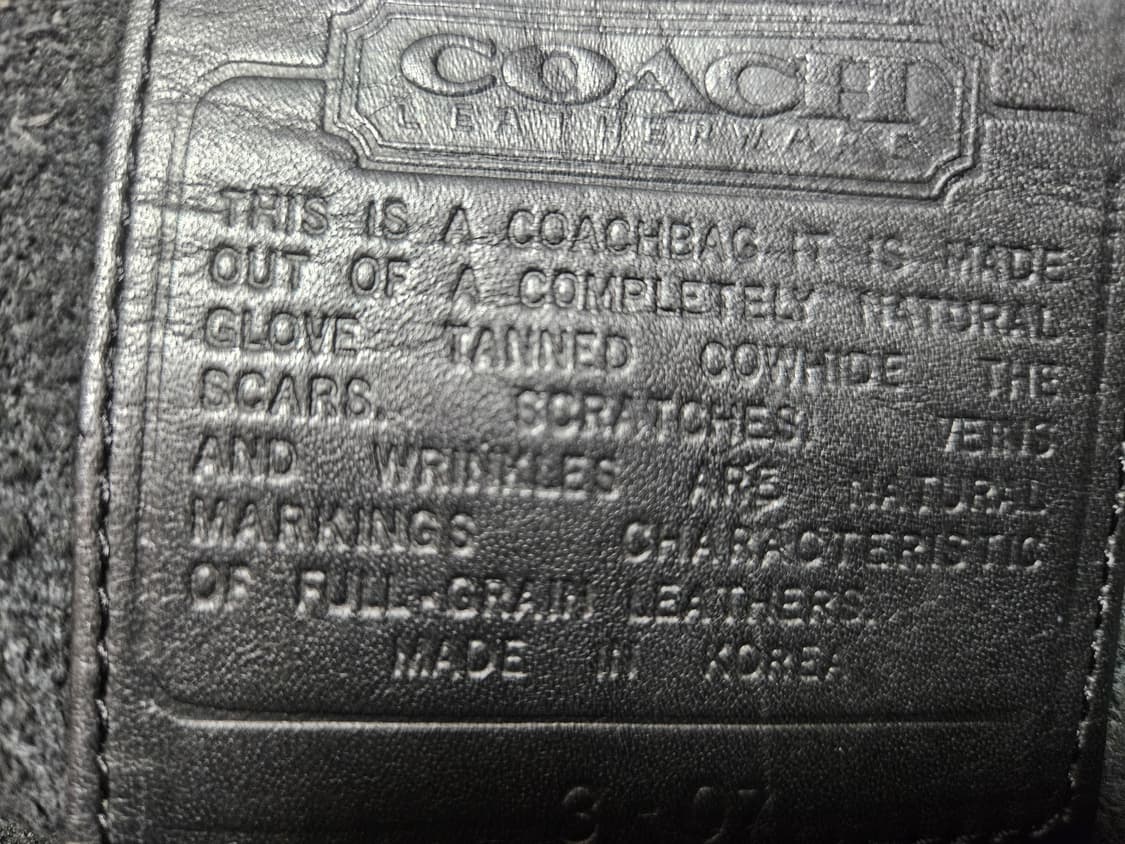 COACH
LEATHERWARE
THIS IS A COACHBAG IT IS MADE
OUT OF A COMPLETELY NATURAL
GLOVE TANNED COWHIDE THE
SCARS, SCRATCHES,
AND WRINKLES ARE NATURAL
MARKINGS CHARACTERISTIC
OF FULL-GRAIN LEATHERS.
MADE IN KOREA